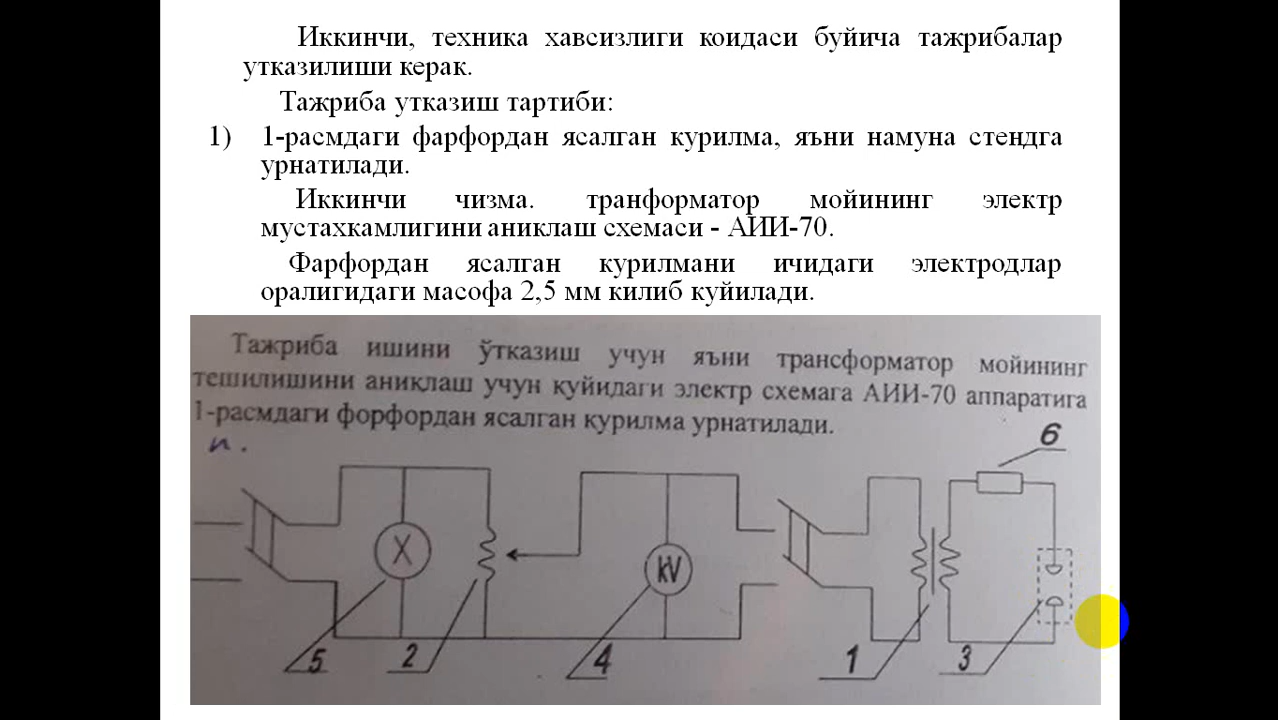 Иккинчи, техника хавсизлиги коидаси буйича тажрибалар
утказилиши керак.
Тажриба утказиш тартиби:
1) 1-расмдаги фарфордан ясалган курилма, яъни намуна стендга
урнатилади.
Иккинчи чизма. транформатор мойининг электр
мустахкамлигини аниклаш схемаси - АИИ-70.
Фарфордан ясалган курилмани ичидаги электродлар
оралигидаги масофа 2,5 мм килиб куйилади.
Тажриба ишини ўтказиш учун яъни трансформатор мойининг
тешилишини аниқлаш учун қуйидаги электр схемага АИИ-70 аппаратига
1-расмдаги форфордан ясалган қурилма урнатилади.
6
X
kV
5 2 4 1 3